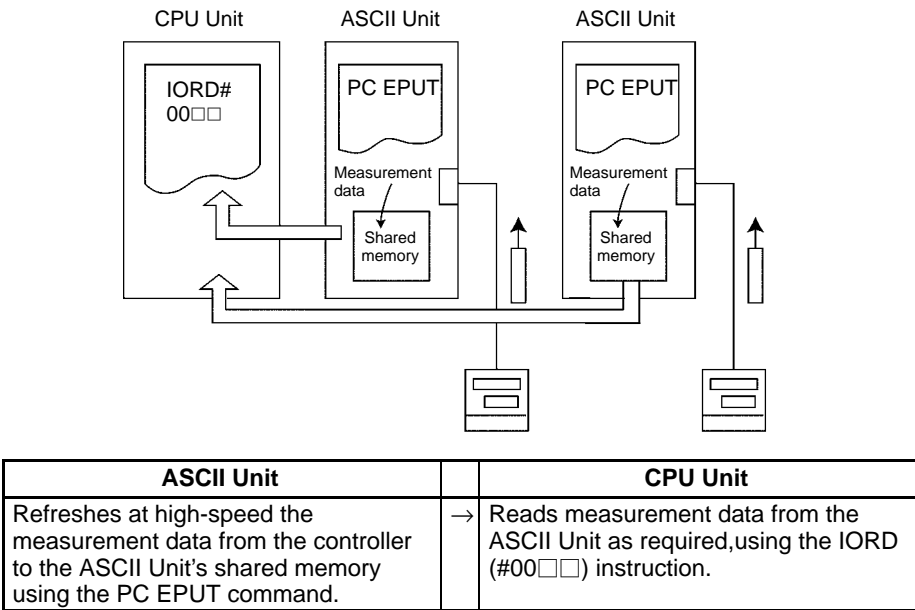 CPU Unit
ASCII Unit
ASCII Unit
IORD#
00□□
PC EPUT
PC EPUT
Measurement
data
Measurement
data
Shared
memory
Shared
memory
ASCII Unit
CPU Unit
Refreshes at high-speed the
measurement data from the controller
to the ASCII Unit's shared memory
using the PC EPUT command.
→
Reads measurement data from the
ASCII Unit as required,using the IORD
(#00□□) instruction.